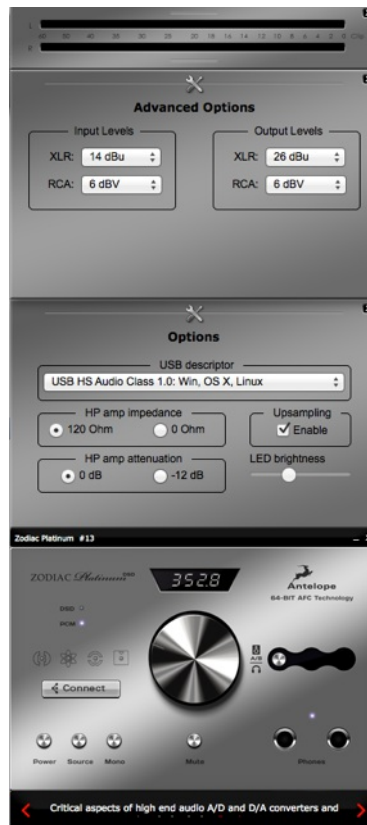 L
60 50 40 35 30 25 20 18 16 14 12 10 8 6 4 2 0 Clip
R
Advanced Options
Input Levels Output Levels
XLR: 14 dBu XLR: 26 dBu
RCA: 6 dBV RCA: 6 dBV
Options
USB descriptor
USB HS Audio Class 1.0: Win, OS X, Linux
HP amp impedance Upsampling
120 Ohm 0 Ohm Enable
HP amp attenuation LED brightness
0 dB -12 dB
Zodiac Platinum #13
ZODIAC Platinum DSD 352.8 Antelope
64-BIT AFC Technology
DSD
PCM
A/B
Connect
Power Source Mono Mute Phones
Critical aspects of high end audio A/D and D/A converters and